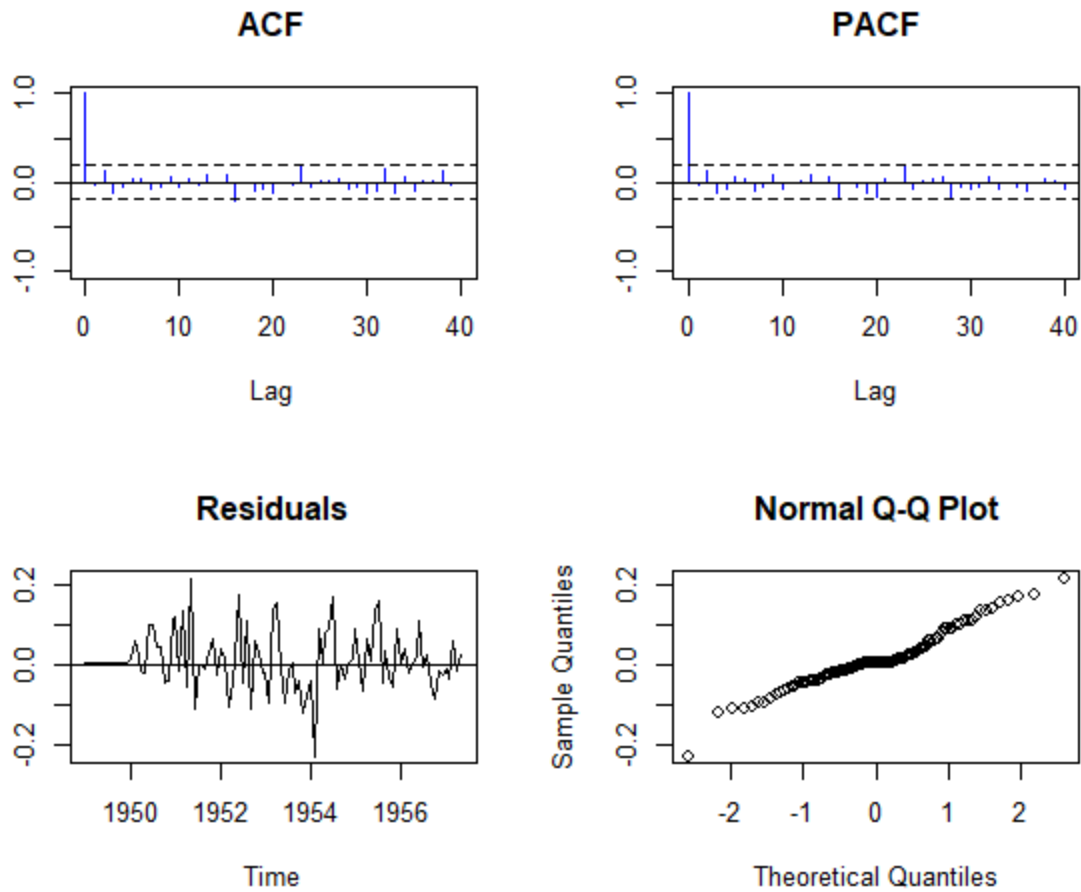 ACF
1.0
0.0
-1.0
0 10 20 30 40
Lag
PACF
1.0
0.0
-1.0
0 10 20 30 40
Lag
Residuals
0.2
0.0
-0.2
1950 1952 1954 1956
Time
Normal Q-Q Plot
Sample Quantiles
0.2
0.0
-0.2
-2 -1 0 1 2
Theoretical Quantiles